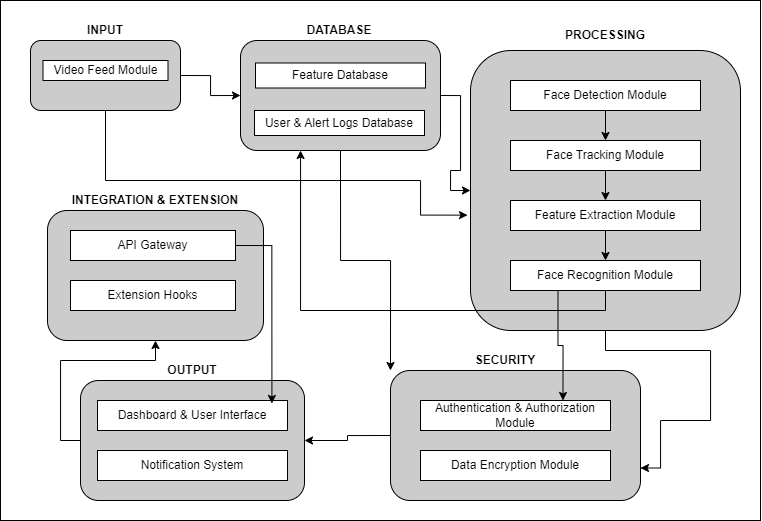 INPUT
Video Feed Module
DATABASE
Feature Database
User & Alert Logs Database
PROCESSING
Face Detection Module
Face Tracking Module
Feature Extraction Module
Face Recognition Module
INTEGRATION & EXTENSION
API Gateway
Extension Hooks
OUTPUT
Dashboard & User Interface
Notification System
SECURITY
Authentication & Authorization
Module
Data Encryption Module